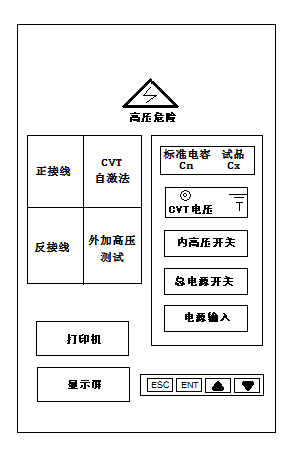 高压危险
正接线
CVT
自激法
反接线
外加高压
测试
标准电容 试品
Cn Cx
CVT电压
内高压开关
总电源开关
电源输入
打印机
显示屏
ESC ENT